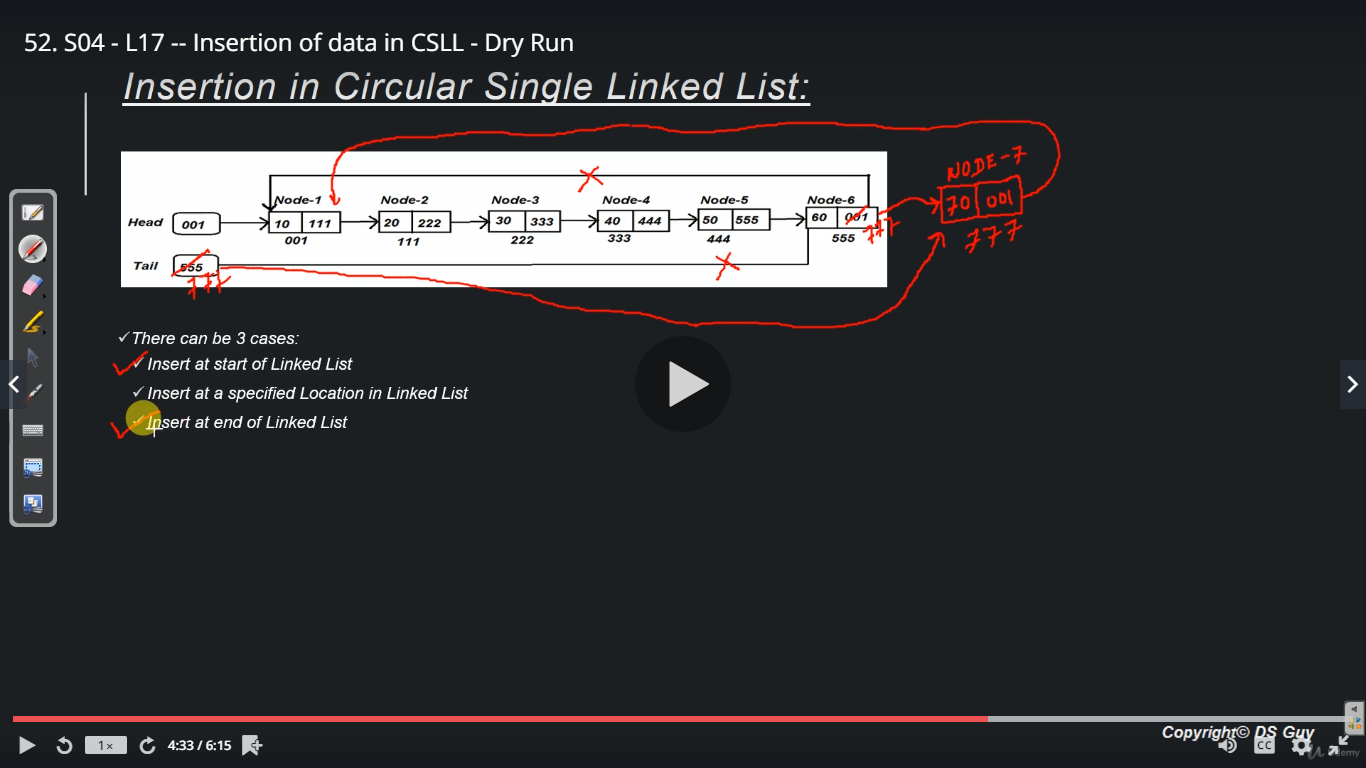 52. S04 - L17 -- Insertion of data in CSLL - Dry Run
Insertion in Circular Single Linked List:
NODE-7
Node-1 Node-2 Node-3 Node-4 Node-5 Node-6
Head 001 10 111 20 222 30 333 40 444 50 555 60 001 70 001
777
001 111 222 333 444 555 777
Tail 555
777
✓There can be 3 cases:
✓Insert at start of Linked List
✓Insert at a specified Location in Linked List
✓Insert at end of Linked List
Copyright© DS Guy
1× 4:33 / 6:15 CC